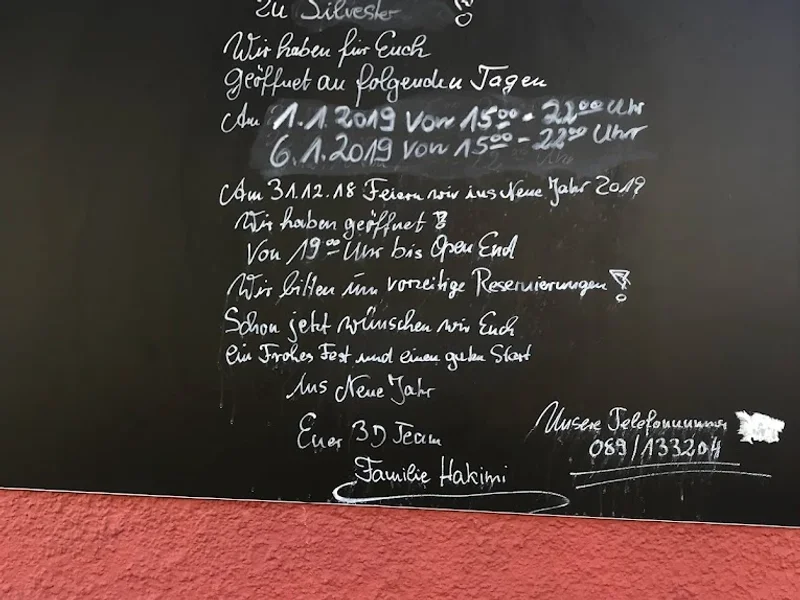 zu Silvester !
Wir haben für Euch
geöffnet an folgenden Tagen
Am 1.1.2019 von 15⁰⁰ - 22⁰⁰ Uhr
6.1.2019 von 15⁰⁰ - 22⁰⁰ Uhr
Am 31.12.18 Feiern wir ins Neue Jahr 2019
Wir haben geöffnet !
Von 19⁰⁰ Uhr bis Open End
Wir bitten um vorzeitige Reservierungen !
Schon jetzt wünschen wir Euch
ein Frohes Fest und einen guten Start
Ins Neue Jahr
Euer 3D Team
Familie Hakimi
Unsere Telefonnummer
089/133204